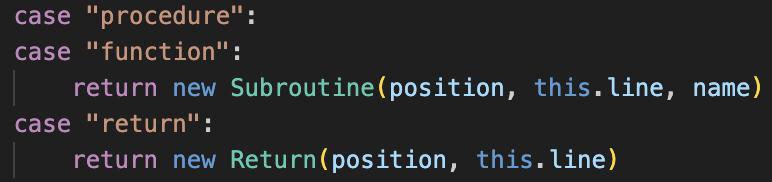 case "procedure":
case "function":
    return new Subroutine(position, this.line, name)
case "return":
    return new Return(position, this.line)